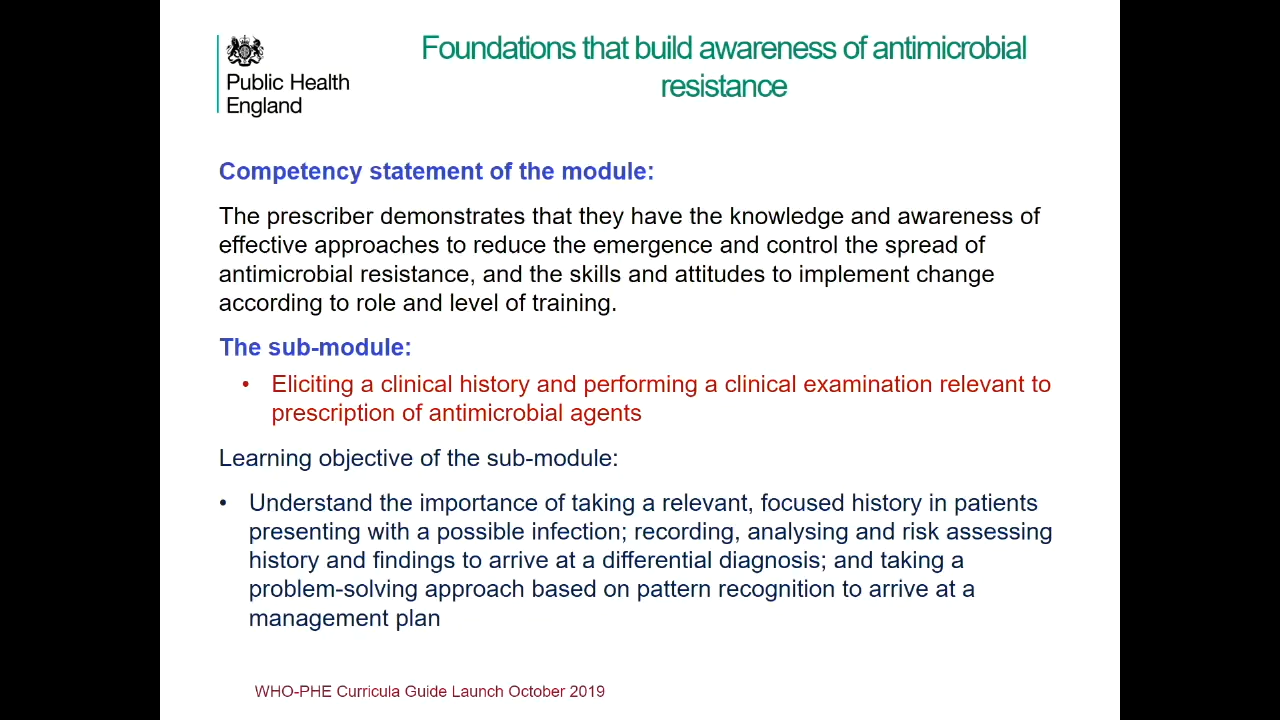 Public Health
England
Foundations that build awareness of antimicrobial
resistance
Competency statement of the module:
The prescriber demonstrates that they have the knowledge and awareness of
effective approaches to reduce the emergence and control the spread of
antimicrobial resistance, and the skills and attitudes to implement change
according to role and level of training.
The sub-module:
• Eliciting a clinical history and performing a clinical examination relevant to
prescription of antimicrobial agents
Learning objective of the sub-module:
• Understand the importance of taking a relevant, focused history in patients
presenting with a possible infection; recording, analysing and risk assessing
history and findings to arrive at a differential diagnosis; and taking a
problem-solving approach based on pattern recognition to arrive at a
management plan
WHO-PHE Curricula Guide Launch October 2019